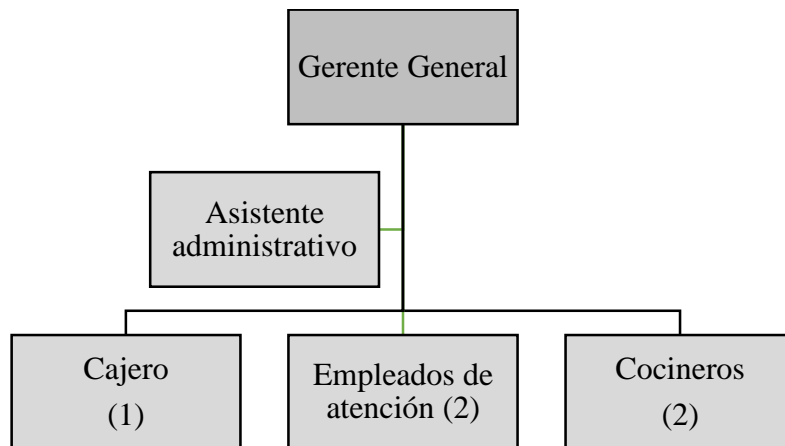 Gerente General
Asistente
administrativo
Cajero
(1)
Empleados de
atención (2)
Cocineros
(2)